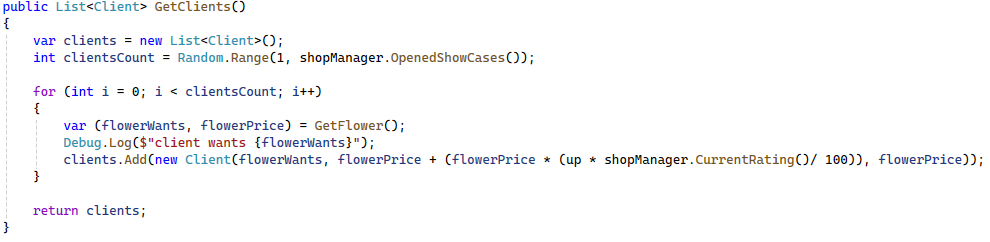 public List<Client> GetClients()
{
    var clients = new List<Client>();
    int clientsCount = Random.Range(1, shopManager.OpenedShowCases());

    for (int i = 0; i < clientsCount; i++)
    {
        var (flowerWants, flowerPrice) = GetFlower();
        Debug.Log($"client wants {flowerWants}");
        clients.Add(new Client(flowerWants, flowerPrice + (flowerPrice * (up * shopManager.CurrentRating()/ 100)), flowerPrice));
    }

    return clients;
}